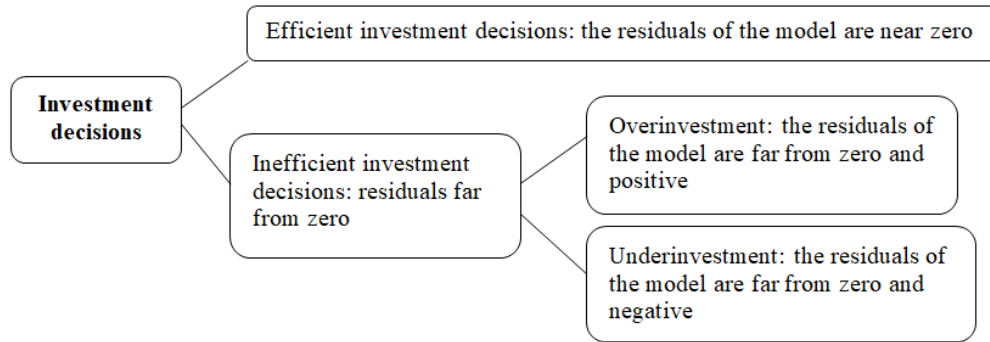 Efficient investment decisions: the residuals of the model are near zero
Investment
decisions
Inefficient investment
decisions: residuals far
from zero
Overinvestment: the residuals of
the model are far from zero and
positive
Underinvestment: the residuals of
the model are far from zero and
negative